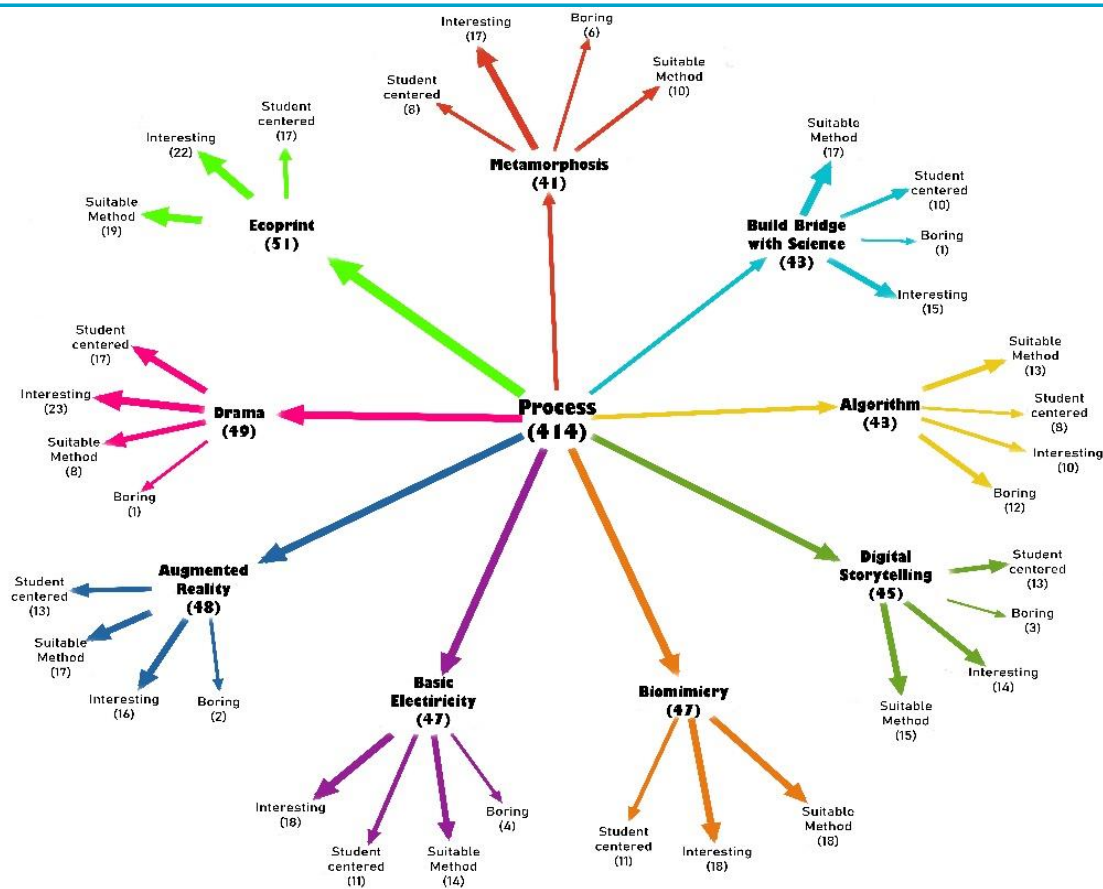 Process
(414)
Metamorphosis
(41)
Student
centered
(8)
Interesting
(17)
Boring
(6)
Suitable
Method
(10)
Build Bridge
with Science
(43)
Suitable
Method
(17)
Student
centered
(10)
Boring
(1)
Interesting
(15)
Algorithm
(43)
Suitable
Method
(13)
Student
centered
(8)
Interesting
(10)
Boring
(12)
Digital
Storytelling
(45)
Student
centered
(13)
Boring
(3)
Interesting
(14)
Suitable
Method
(15)
Biomimicry
(47)
Suitable
Method
(18)
Interesting
(18)
Student
centered
(11)
Basic
Electiricity
(47)
Boring
(4)
Suitable
Method
(14)
Student
centered
(11)
Interesting
(18)
Augmented
Reality
(48)
Boring
(2)
Interesting
(16)
Suitable
Method
(17)
Student
centered
(13)
Drama
(49)
Boring
(1)
Suitable
Method
(8)
Interesting
(23)
Student
centered
(17)
Ecoprint
(51)
Suitable
Method
(19)
Interesting
(22)
Student
centered
(17)